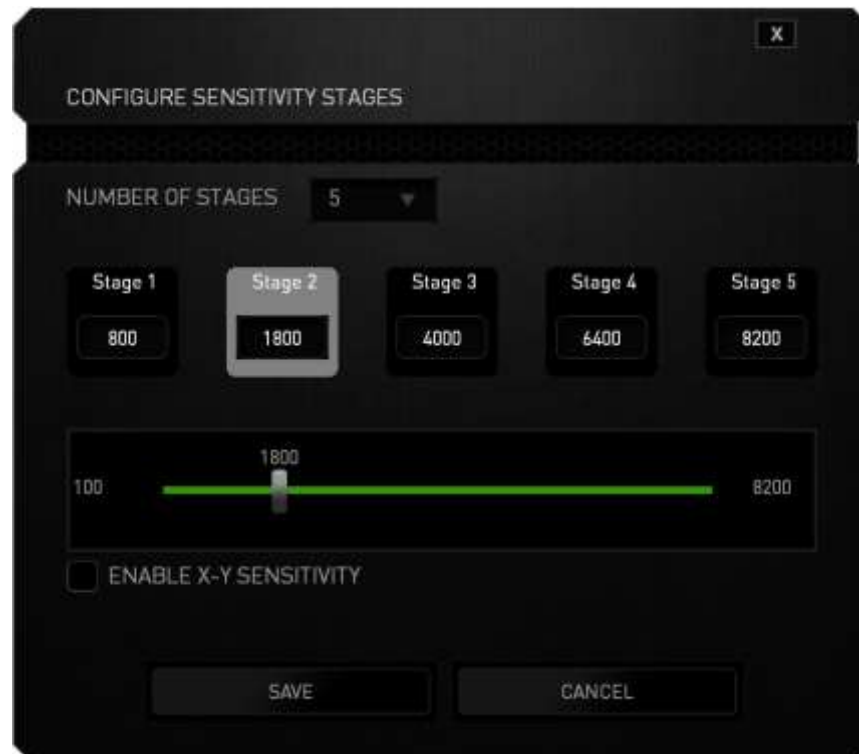 X
CONFIGURE SENSITIVITY STAGES
NUMBER OF STAGES 5
Stage 1 Stage 2 Stage 3 Stage 4 Stage 5
800 1800 4000 6400 8200
1800
100 8200
ENABLE X-Y SENSITIVITY
SAVE CANCEL